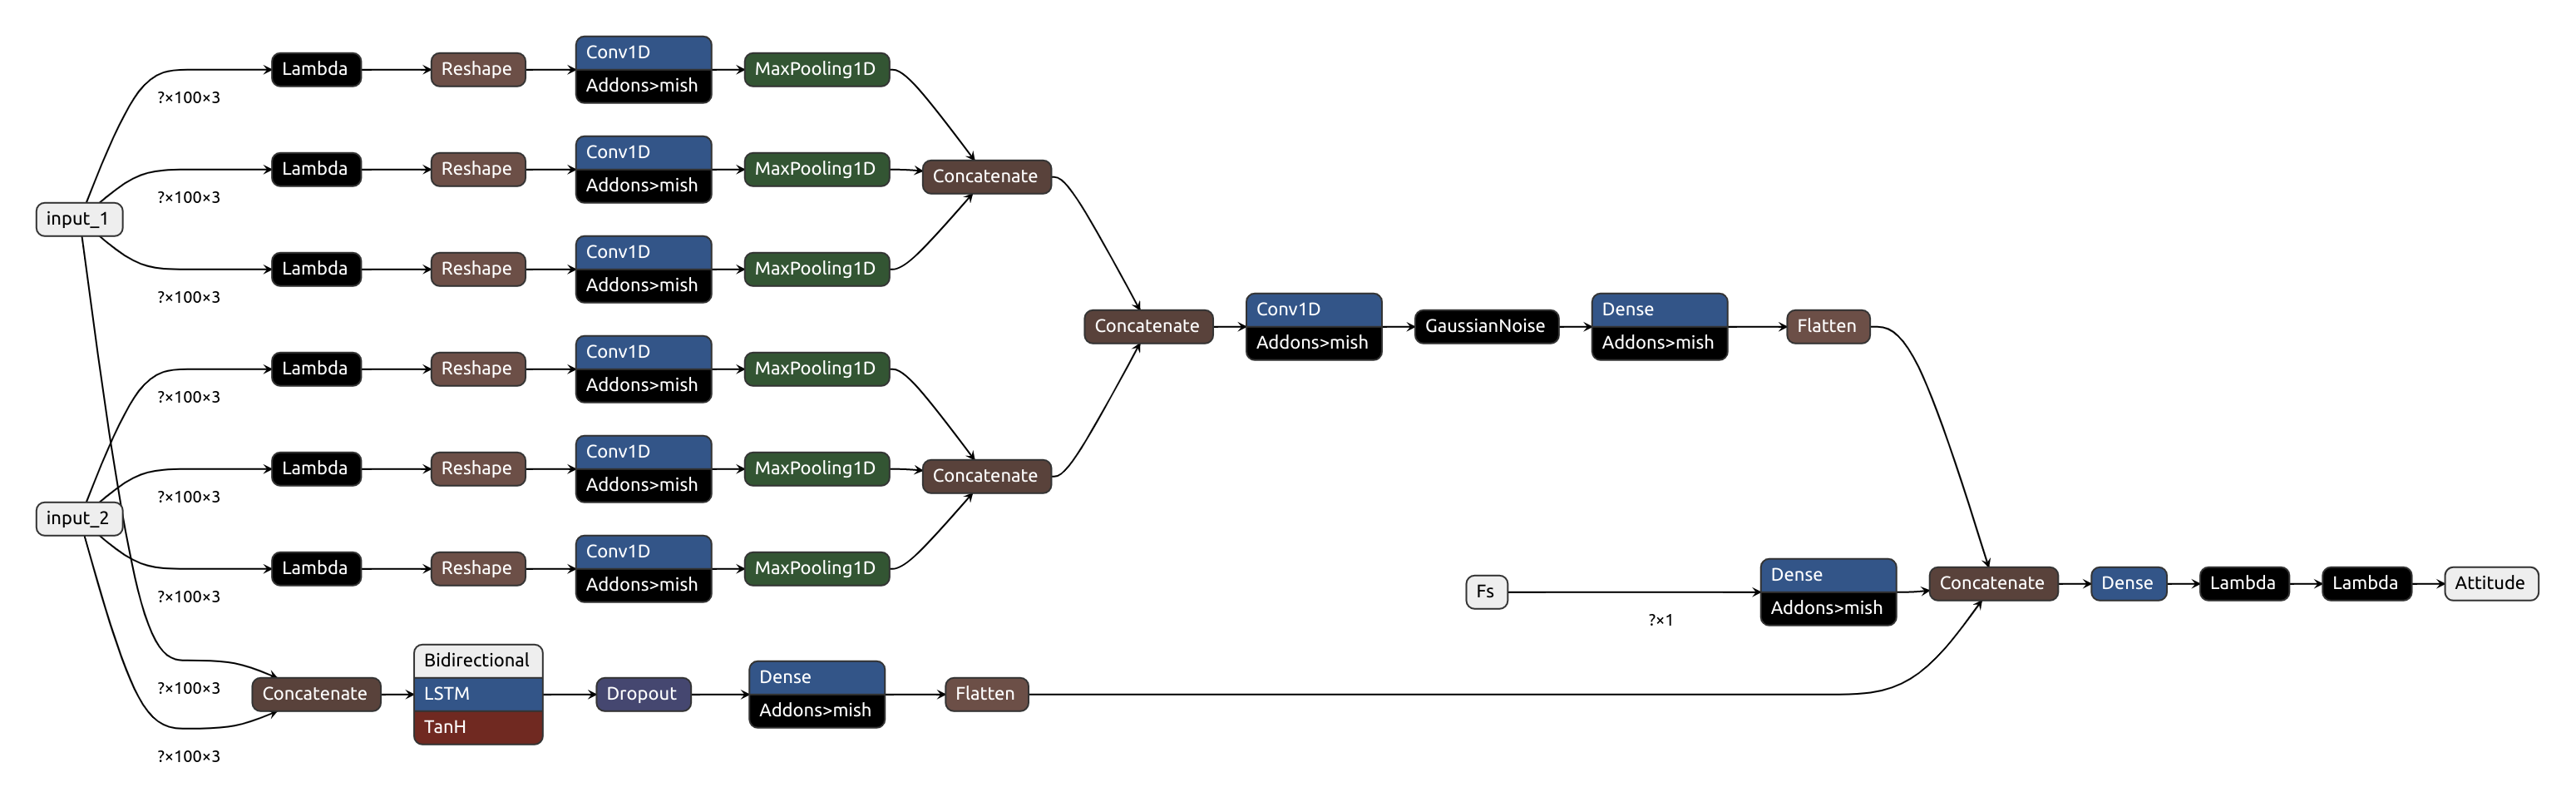 Lambda
Reshape
Conv1D
Addons>mish
MaxPooling1D
?×100×3
Lambda
Reshape
Conv1D
Addons>mish
MaxPooling1D
?×100×3
Concatenate
input_1
Lambda
Reshape
Conv1D
Addons>mish
MaxPooling1D
?×100×3
Concatenate
Conv1D
Addons>mish
GaussianNoise
Dense
Addons>mish
Flatten
Lambda
Reshape
Conv1D
Addons>mish
MaxPooling1D
?×100×3
Lambda
Reshape
Conv1D
Addons>mish
MaxPooling1D
?×100×3
Concatenate
input_2
Lambda
Reshape
Conv1D
Addons>mish
MaxPooling1D
?×100×3
Fs
?×1
Dense
Addons>mish
Concatenate
Dense
Lambda
Lambda
Attitude
?×100×3
Concatenate
Bidirectional
LSTM
TanH
Dropout
Dense
Addons>mish
Flatten
?×100×3